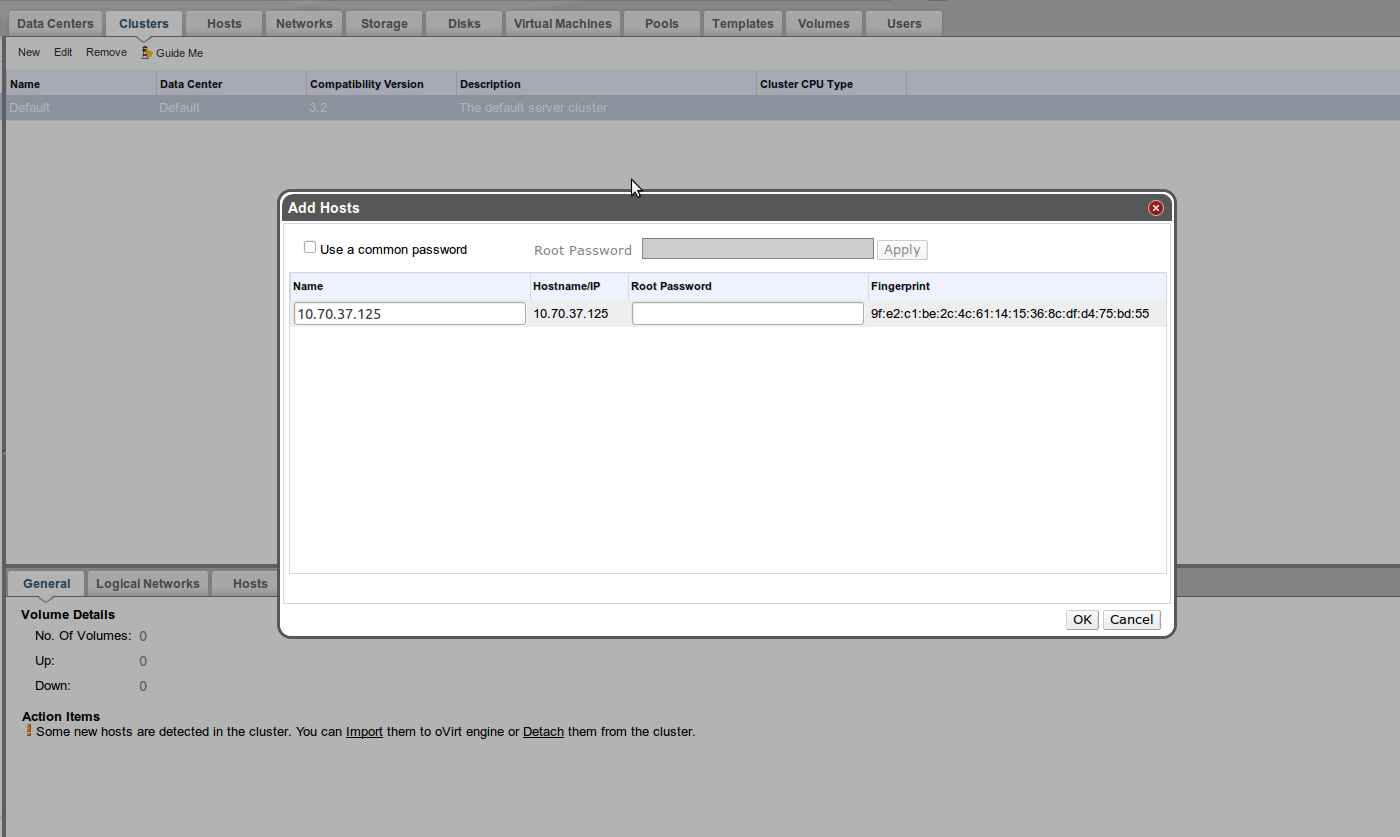 Data Centers Clusters Hosts Networks Storage Disks Virtual Machines Pools Templates Volumes Users
New Edit Remove Guide Me
Name Data Center Compatibility Version Description Cluster CPU Type
Default Default 3.2 The default server cluster
Add Hosts
Use a common password Root Password Apply
Name Hostname/IP Root Password Fingerprint
10.70.37.125 10.70.37.125 9f:e2:c1:be:2c:4c:61:14:15:36:8c:df:d4:75:bd:55
OK Cancel
General Logical Networks Hosts
Volume Details
No. Of Volumes: 0
Up: 0
Down: 0
Action Items
Some new hosts are detected in the cluster. You can Import them to oVirt engine or Detach them from the cluster.